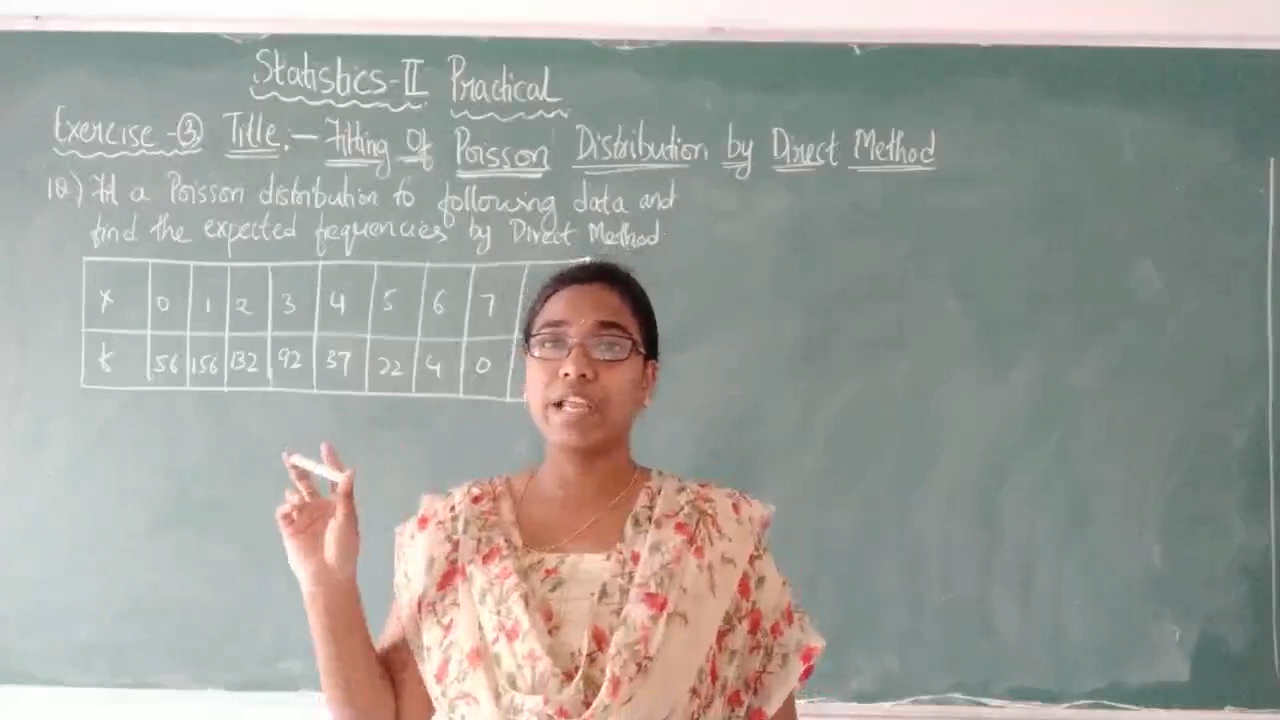 Statistics-II Practical
Exercise-③ Title:- Fitting Of Poisson Distribution by Direct Method
1Q) Fit a Poisson distribution to following data and
find the expected fequencies by Direct Method
x 0 1 2 3 4 5 6 7
f 56 156 132 92 37 22 4 0